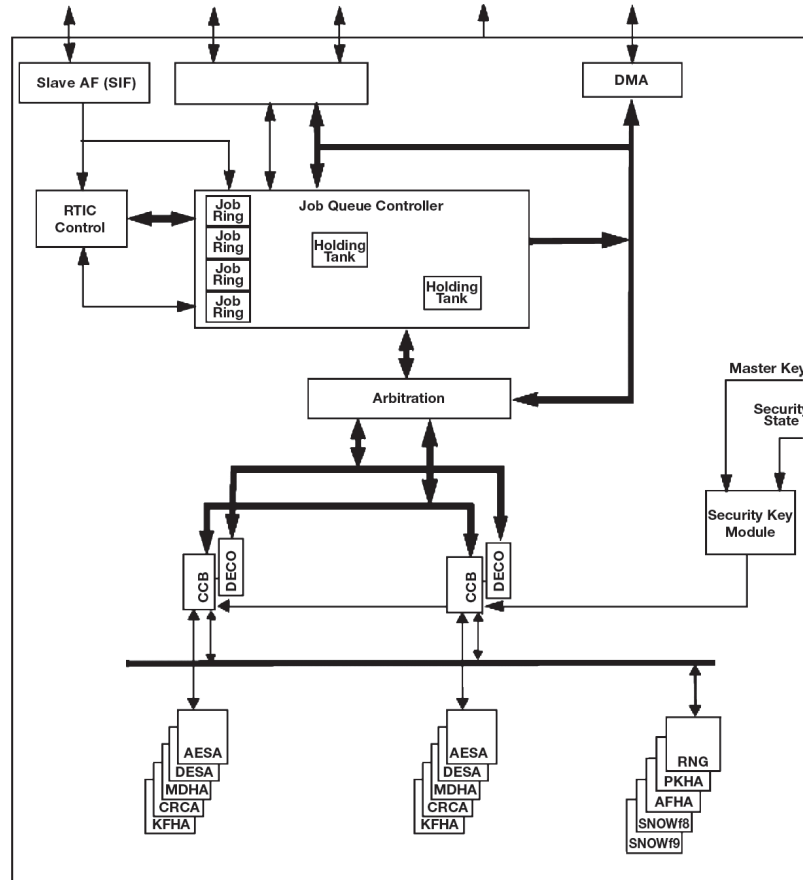 Slave AF (SIF)
DMA
RTIC
Control
Job
Ring
Job
Ring
Job
Ring
Job
Ring
Job Queue Controller
Holding
Tank
Holding
Tank
Arbitration
Master Key
Security
State
Security Key
Module
CCB
DECO
CCB
DECO
AESA
DESA
MDHA
CRCA
KFHA
AESA
DESA
MDHA
CRCA
KFHA
RNG
PKHA
AFHA
SNOWf8
SNOWf9